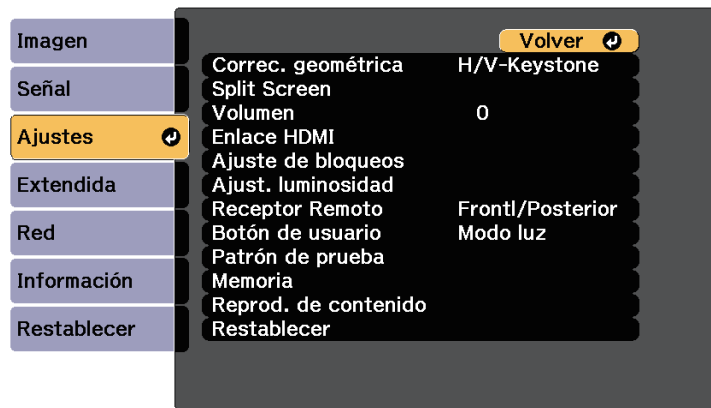 Imagen
Señal
Ajustes
Extendida
Red
Información
Restablecer
Volver
Correc. geométrica H/V-Keystone
Split Screen
Volumen 0
Enlace HDMI
Ajuste de bloqueos
Ajust. luminosidad
Receptor Remoto Frontl/Posterior
Botón de usuario Modo luz
Patrón de prueba
Memoria
Reprod. de contenido
Restablecer